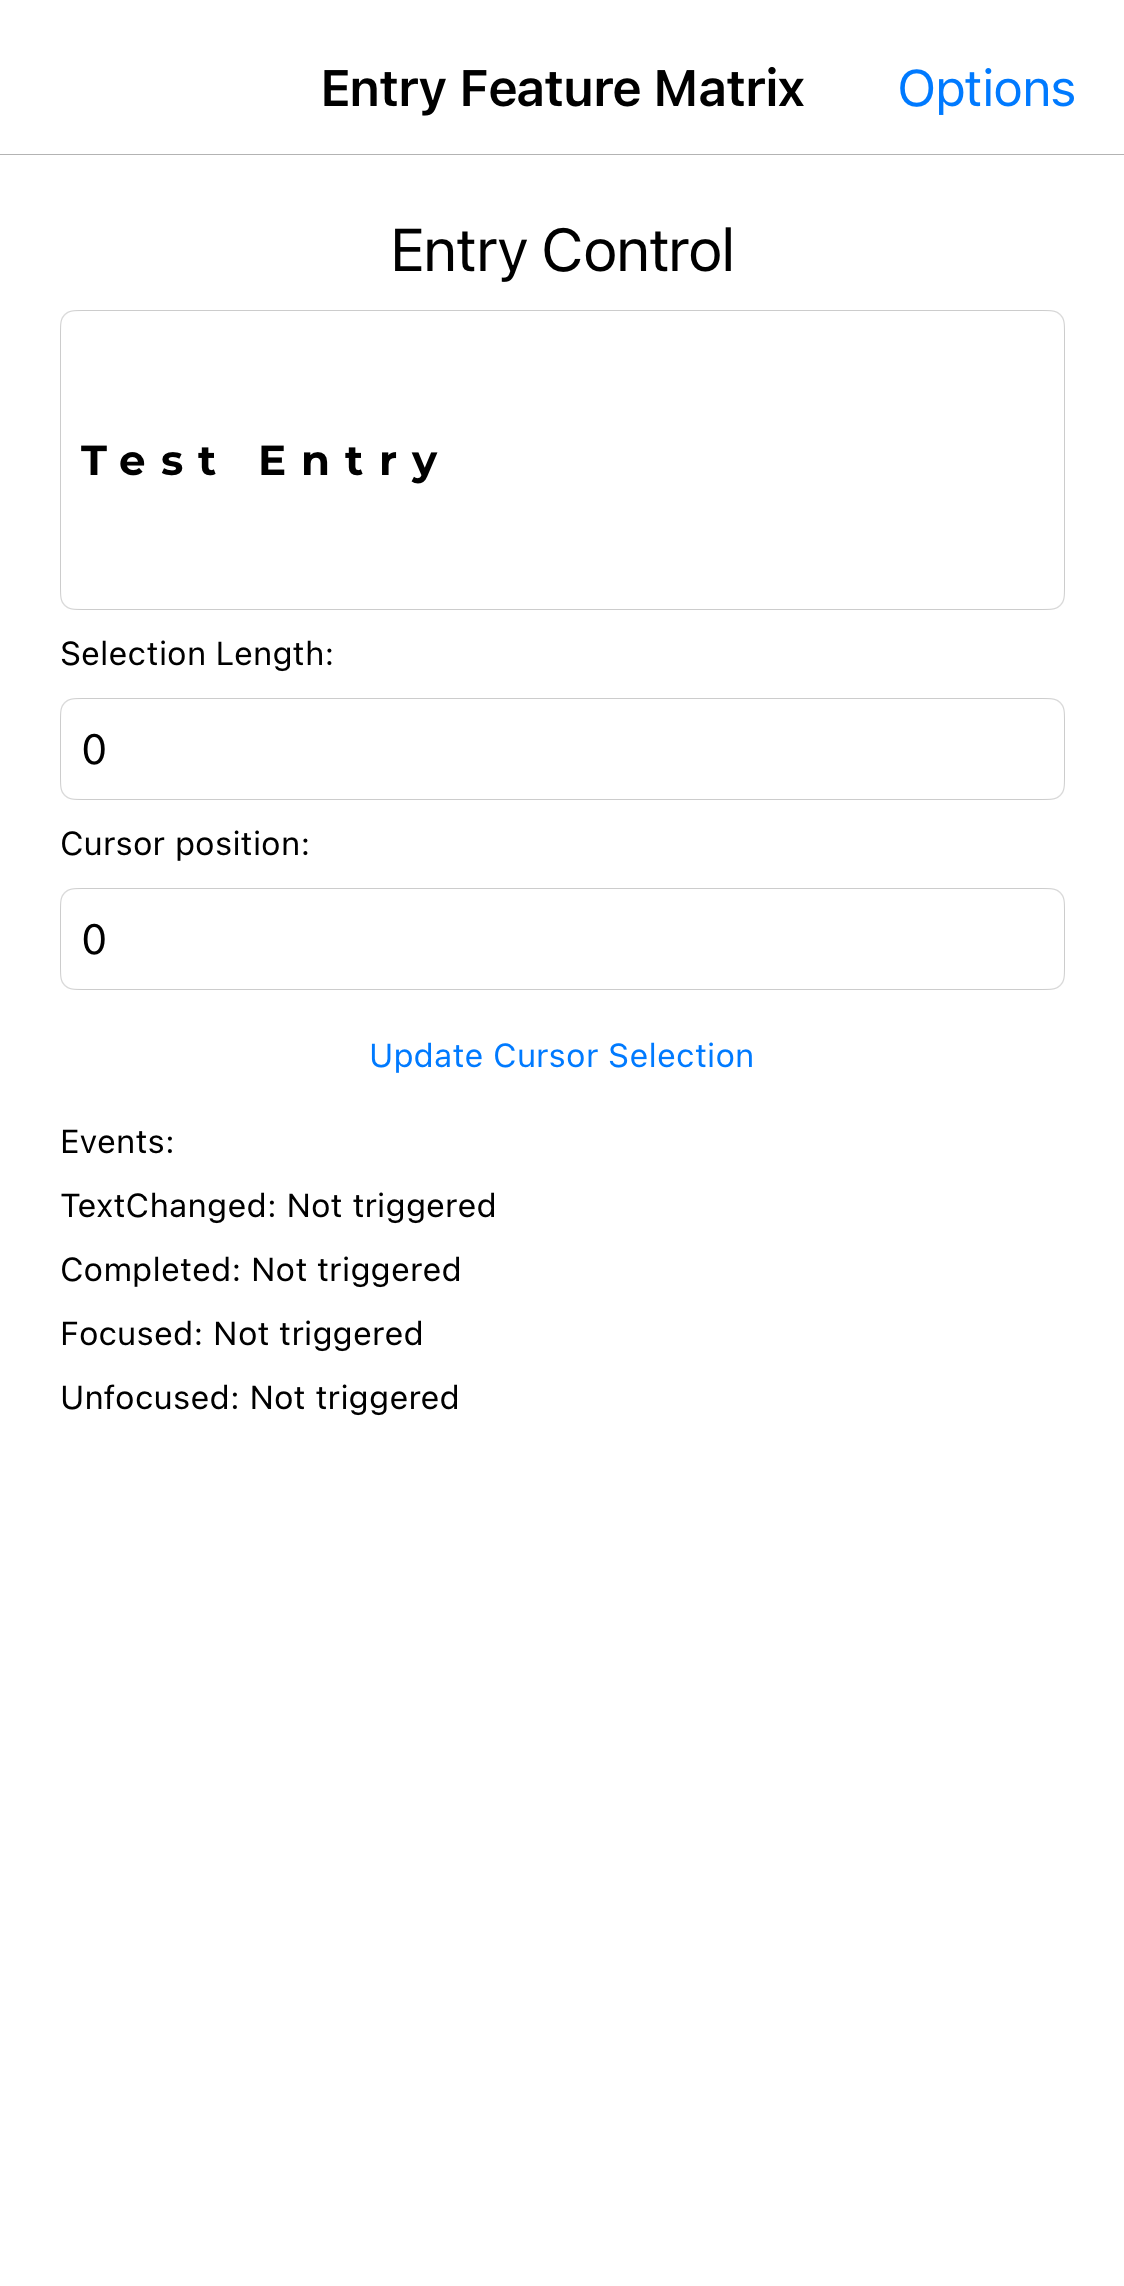 Entry Feature Matrix Options
Entry Control
Test Entry
Selection Length:
0
Cursor position:
0
Update Cursor Selection
Events:
TextChanged: Not triggered
Completed: Not triggered
Focused: Not triggered
Unfocused: Not triggered